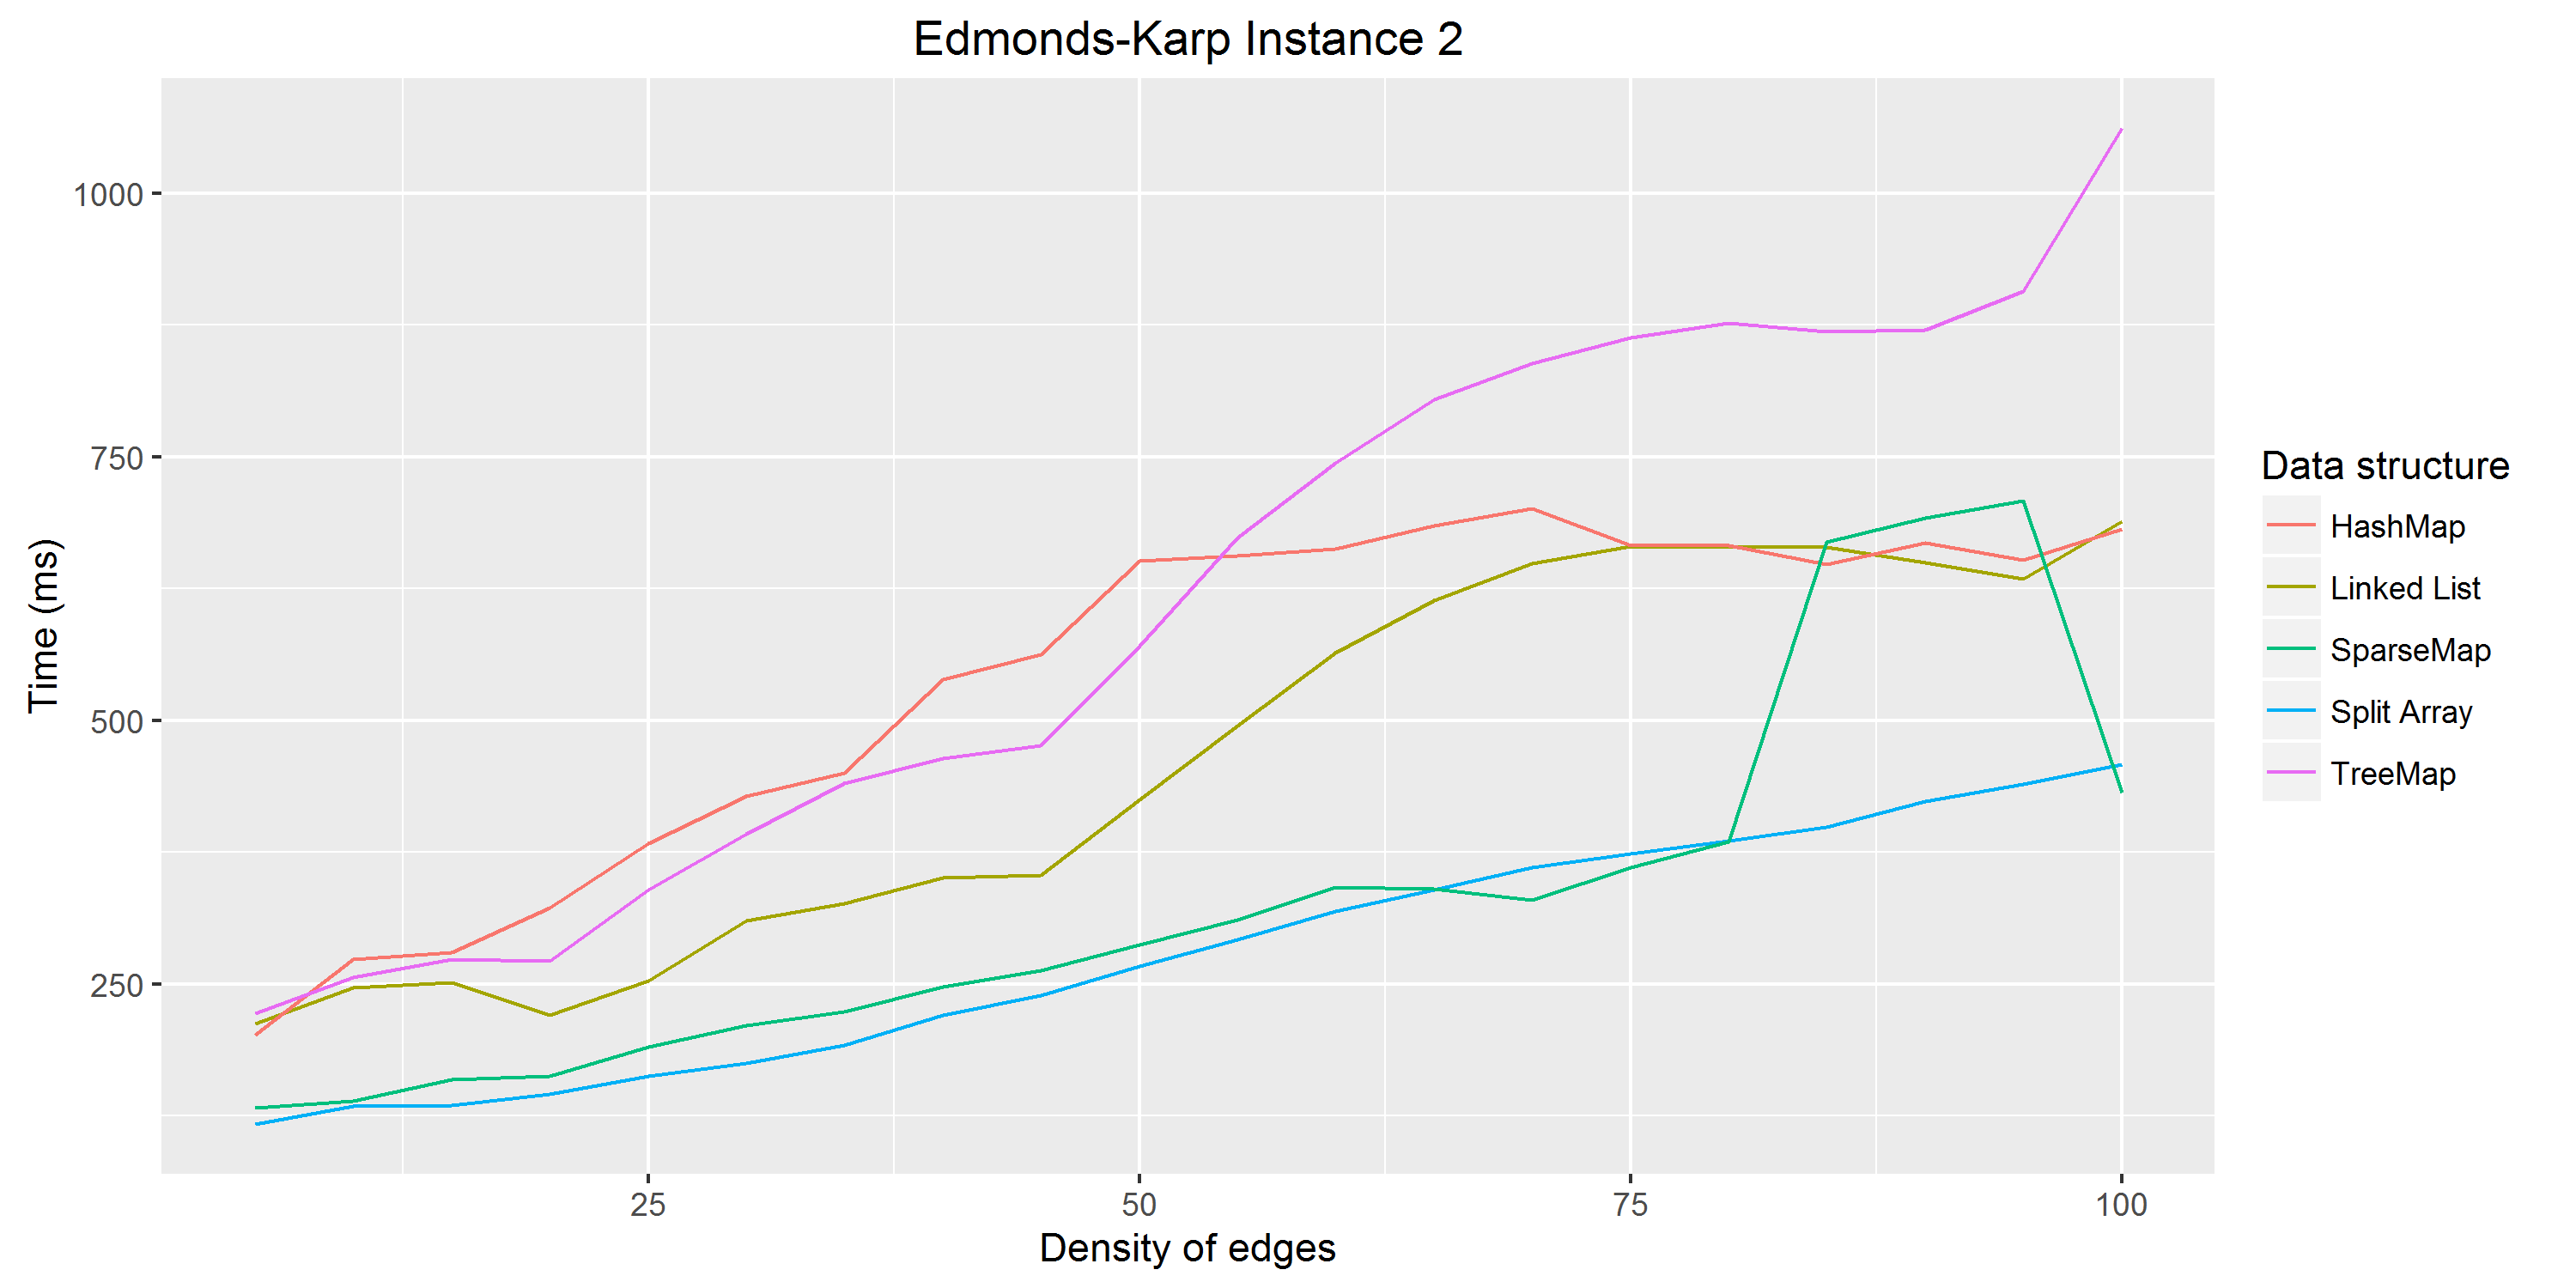 Edmonds-Karp Instance 2
1000
750
500
250
Time (ms)
25 50 75 100
Density of edges
Data structure
HashMap
Linked List
SparseMap
Split Array
TreeMap